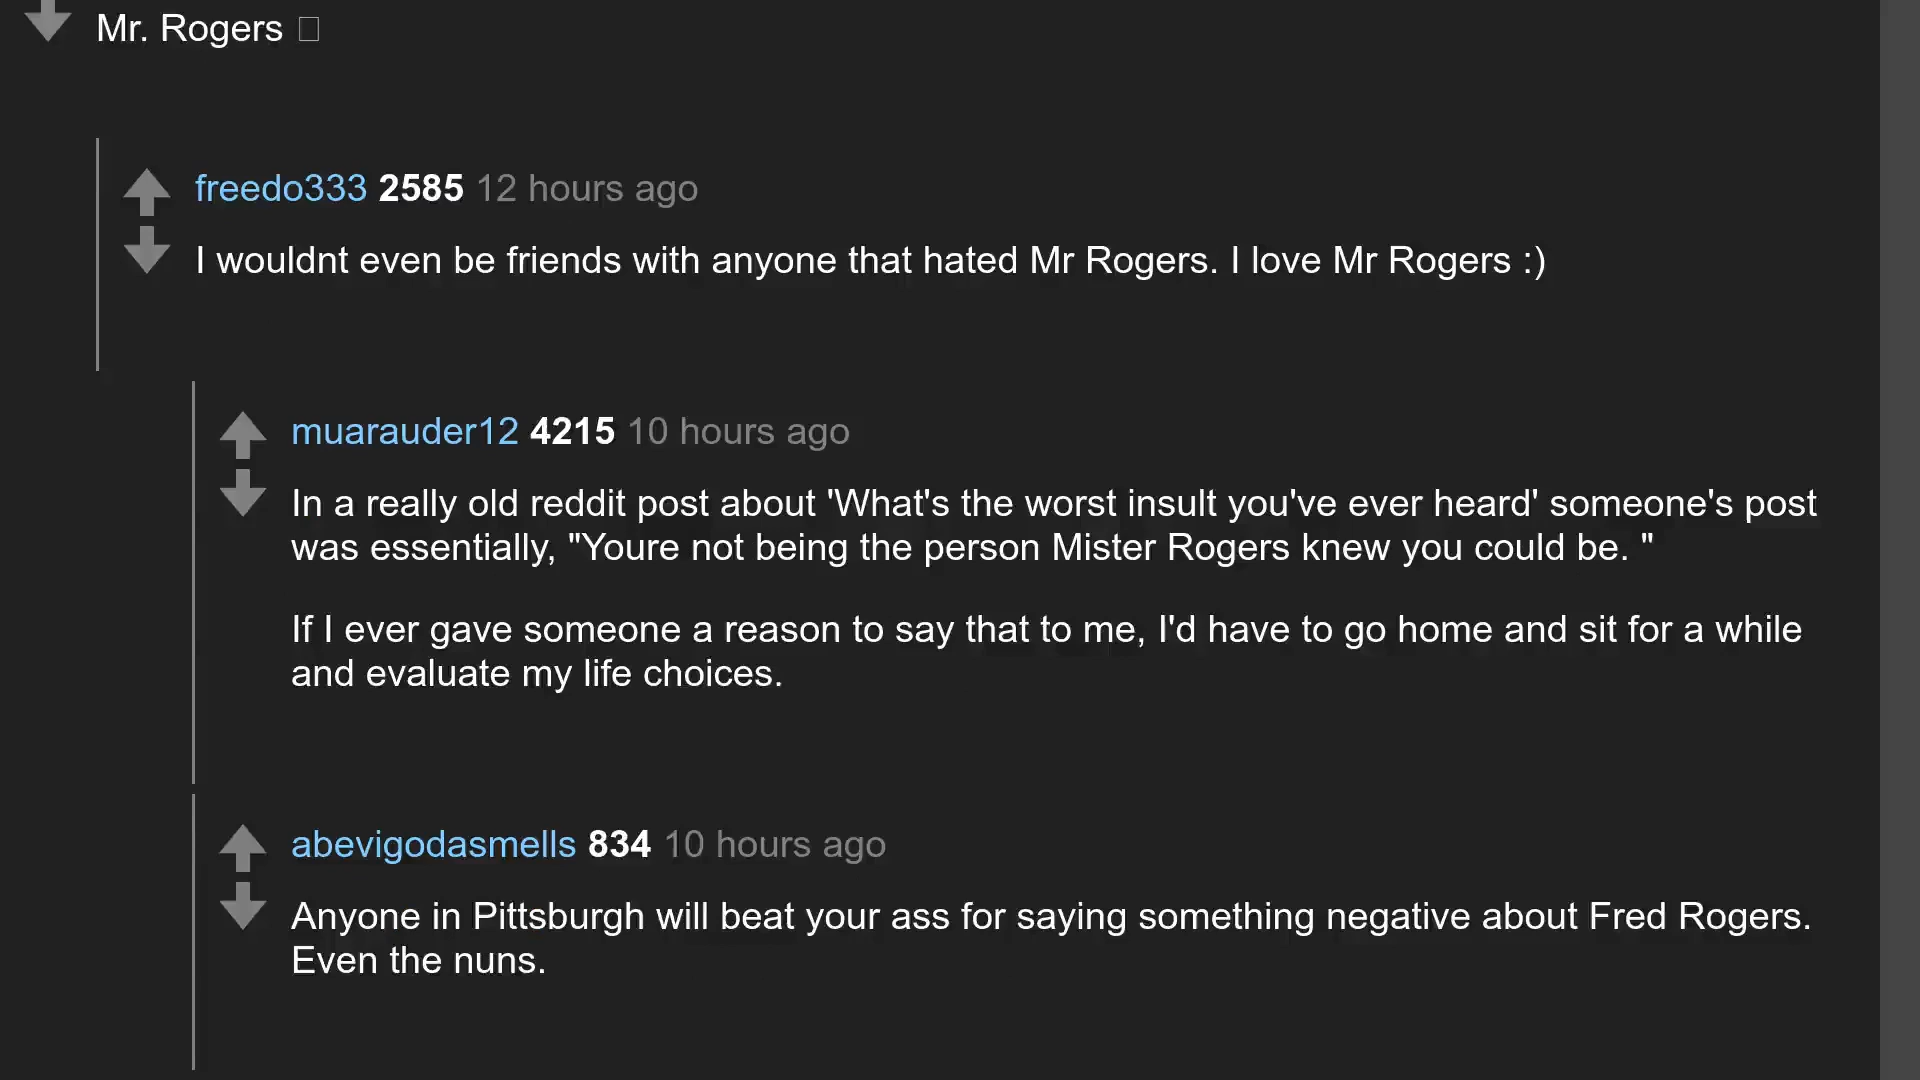 Mr. Rogers
freedo333 2585 12 hours ago
I wouldnt even be friends with anyone that hated Mr Rogers. I love Mr Rogers :)
muarauder12 4215 10 hours ago
In a really old reddit post about 'What's the worst insult you've ever heard' someone's post
was essentially, "Youre not being the person Mister Rogers knew you could be. "
If I ever gave someone a reason to say that to me, I'd have to go home and sit for a while
and evaluate my life choices.
abevigodasmells 834 10 hours ago
Anyone in Pittsburgh will beat your ass for saying something negative about Fred Rogers.
Even the nuns.